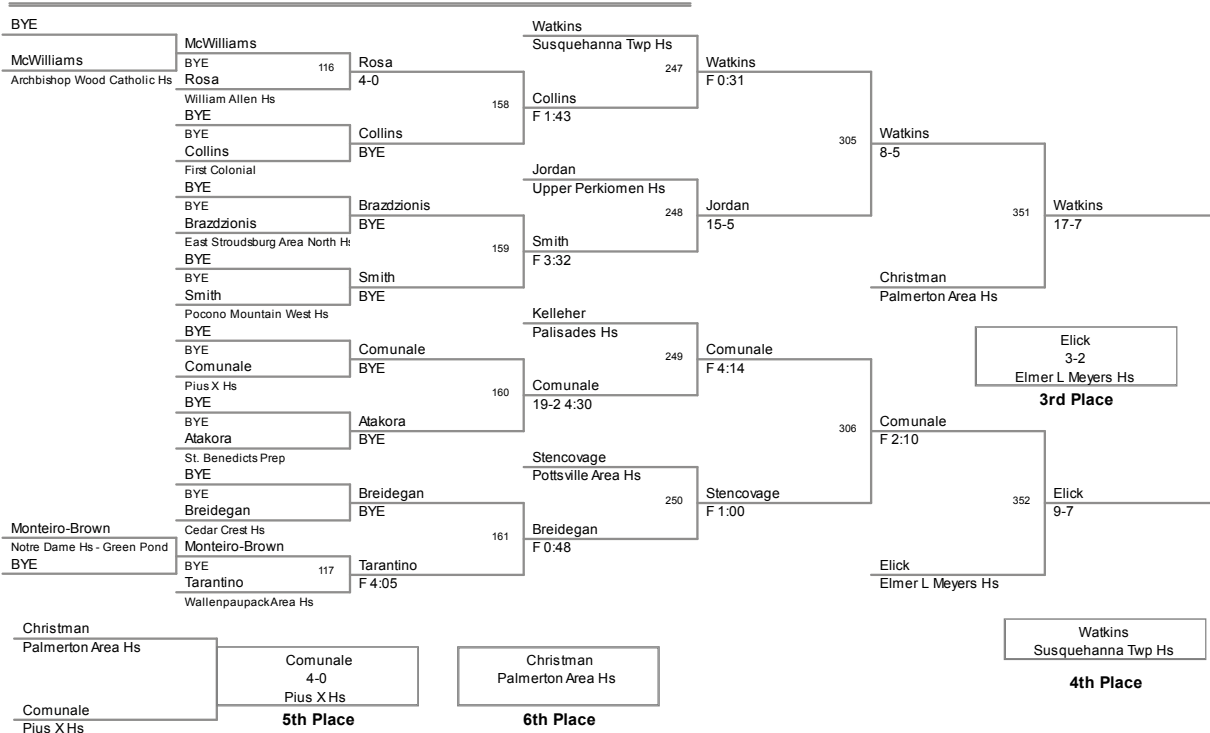 BYE
McWilliams
Archbishop Wood Catholic Hs
McWilliams
BYE
116
Rosa
William Allen Hs
BYE
BYE
Collins
First Colonial
BYE
BYE
Brazdzionis
East Stroudsburg Area North Hs
BYE
BYE
Smith
Pocono Mountain West Hs
BYE
BYE
Comunale
Pius X Hs
BYE
BYE
Atakora
St. Benedicts Prep
BYE
BYE
Breidegan
Cedar Crest Hs
Monteiro-Brown
Notre Dame Hs - Green Pond
BYE
Monteiro-Brown
BYE
117
Tarantino
Wallenpaupack Area Hs
Rosa
4-0
158
Collins
BYE
Brazdzionis
BYE
159
Smith
BYE
Comunale
BYE
160
Atakora
BYE
Breidegan
BYE
161
Tarantino
F 4:05
Watkins
Susquehanna Twp Hs
247
Collins
F 1:43
Jordan
Upper Perkiomen Hs
248
Smith
F 3:32
Kelleher
Palisades Hs
249
Comunale
19-2 4:30
Stencovage
Pottsville Area Hs
250
Breidegan
F 0:48
Watkins
F 0:31
305
Jordan
15-5
Comunale
F 4:14
306
Stencovage
F 1:00
Watkins
8-5
351
Christman
Palmerton Area Hs
Comunale
F 2:10
352
Elick
Elmer L Meyers Hs
Watkins
17-7
Elick
3-2
Elmer L Meyers Hs
3rd Place
Elick
9-7
Watkins
Susquehanna Twp Hs
4th Place
Christman
Palmerton Area Hs
Comunale
Pius X Hs
Comunale
4-0
Pius X Hs
5th Place
Christman
Palmerton Area Hs
6th Place